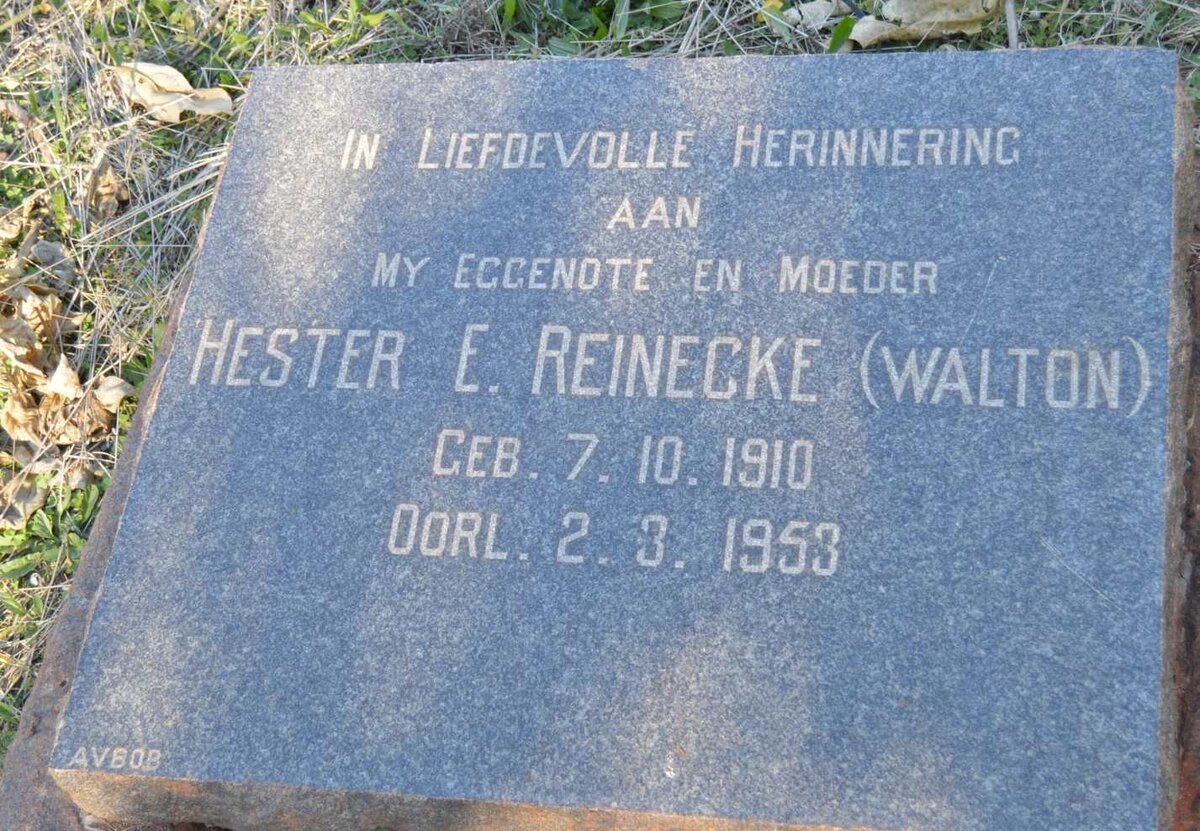 IN LIEFDEVOLLE HERINNERING
AAN
MY EGGENOTE EN MOEDER
HESTER E. REINECKE (WALTON)
GEB. 7. 10. 1910
OORL. 2. 3. 1953
AVBOB